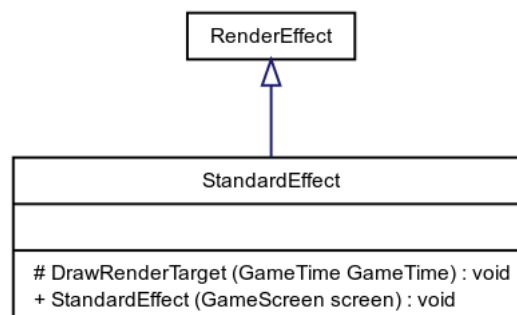 RenderEffect
StandardEffect
# DrawRenderTarget (GameTime GameTime) : void
+ StandardEffect (GameScreen screen) : void